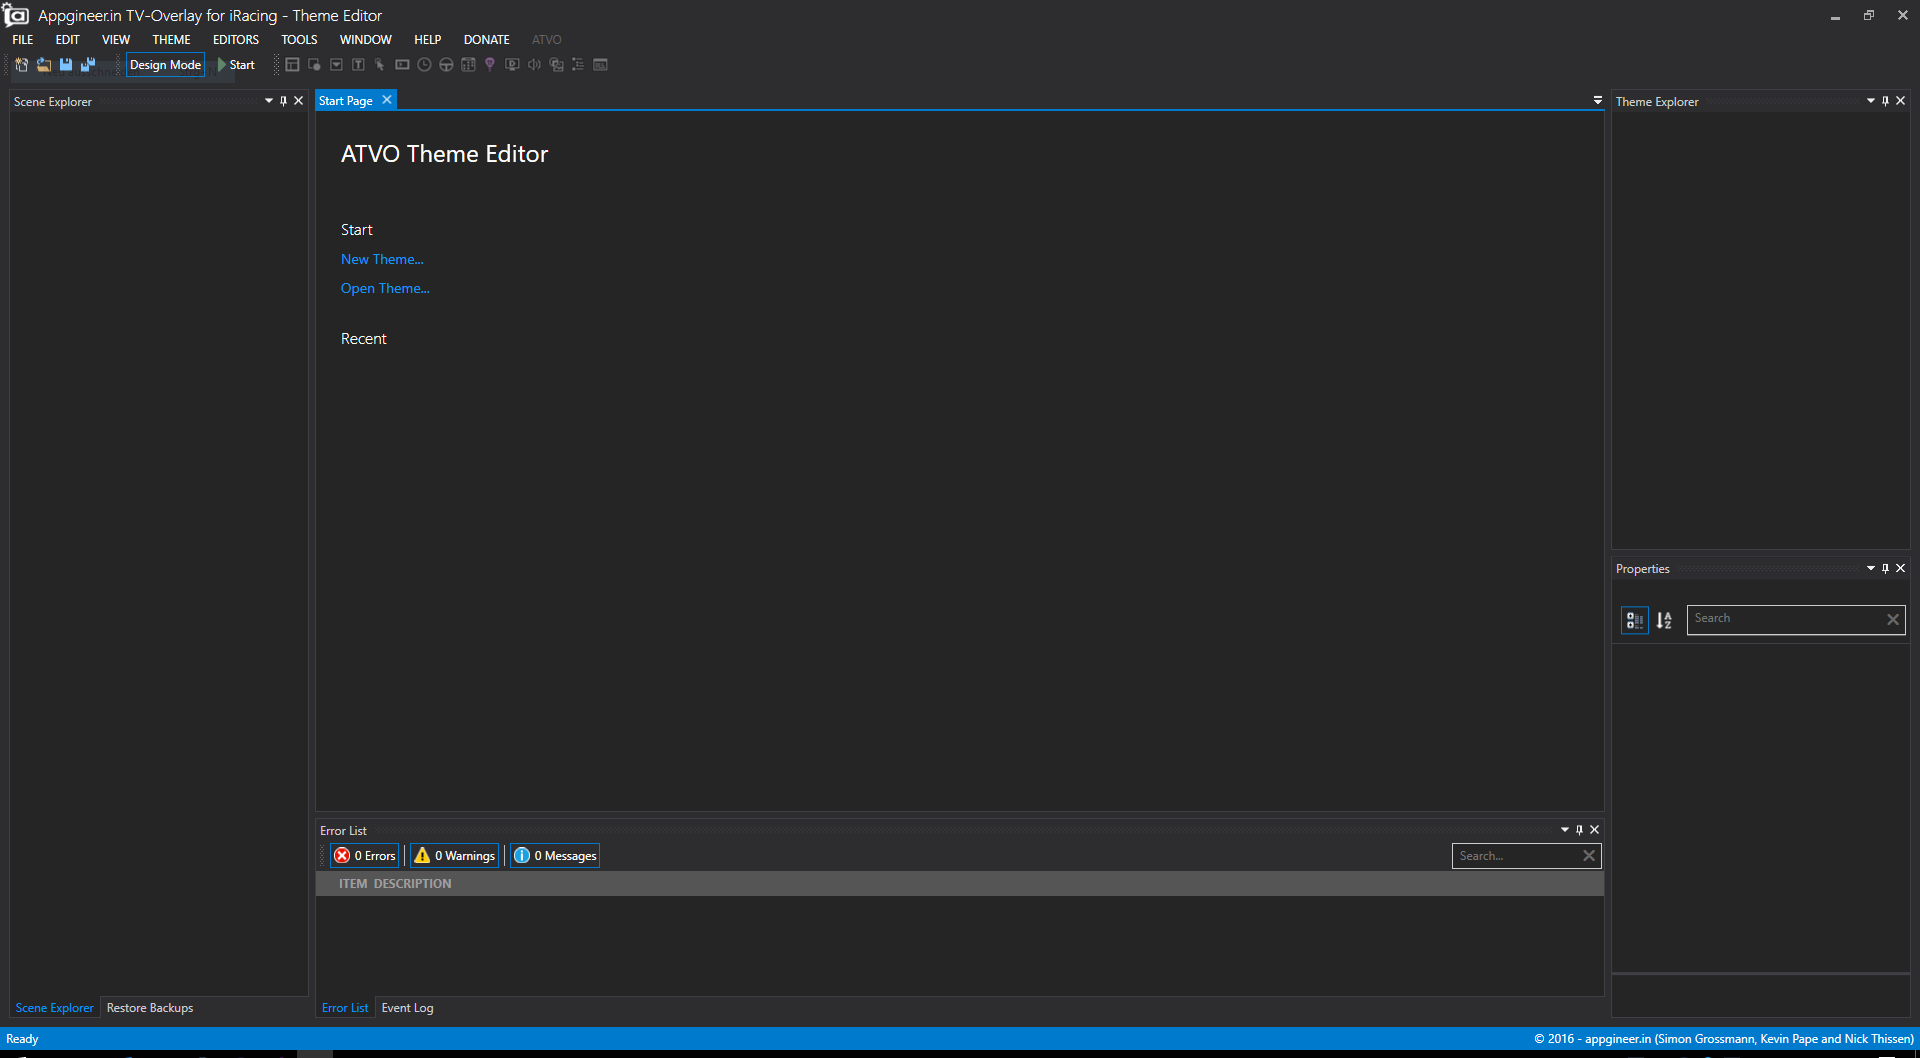 Appgineer.in TV-Overlay for iRacing - Theme Editor
FILE EDIT VIEW THEME EDITORS TOOLS WINDOW HELP DONATE ATVO
Design Mode Start
Scene Explorer
Start Page
Theme Explorer
ATVO Theme Editor
Start
New Theme...
Open Theme...
Recent
Properties
Search
Error List
0 Errors 0 Warnings 0 Messages
Search...
ITEM DESCRIPTION
Scene Explorer Restore Backups
Error List Event Log
Ready
© 2016 - appgineer.in (Simon Grossmann, Kevin Pape and Nick Thissen)